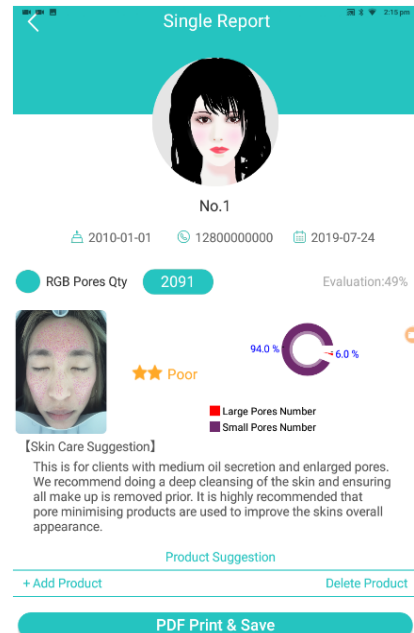 2:15 pm
Single Report
No.1
2010-01-01 12800000000 2019-07-24
RGB Pores Qty 2091 Evaluation:49%
94.0 % 6.0 %
Poor
Large Pores Number
Small Pores Number
【Skin Care Suggestion】
This is for clients with medium oil secretion and enlarged pores.
We recommend doing a deep cleansing of the skin and ensuring
all make up is removed prior. It is highly recommended that
pore minimising products are used to improve the skins overall
appearance.
Product Suggestion
+ Add Product Delete Product
PDF Print & Save